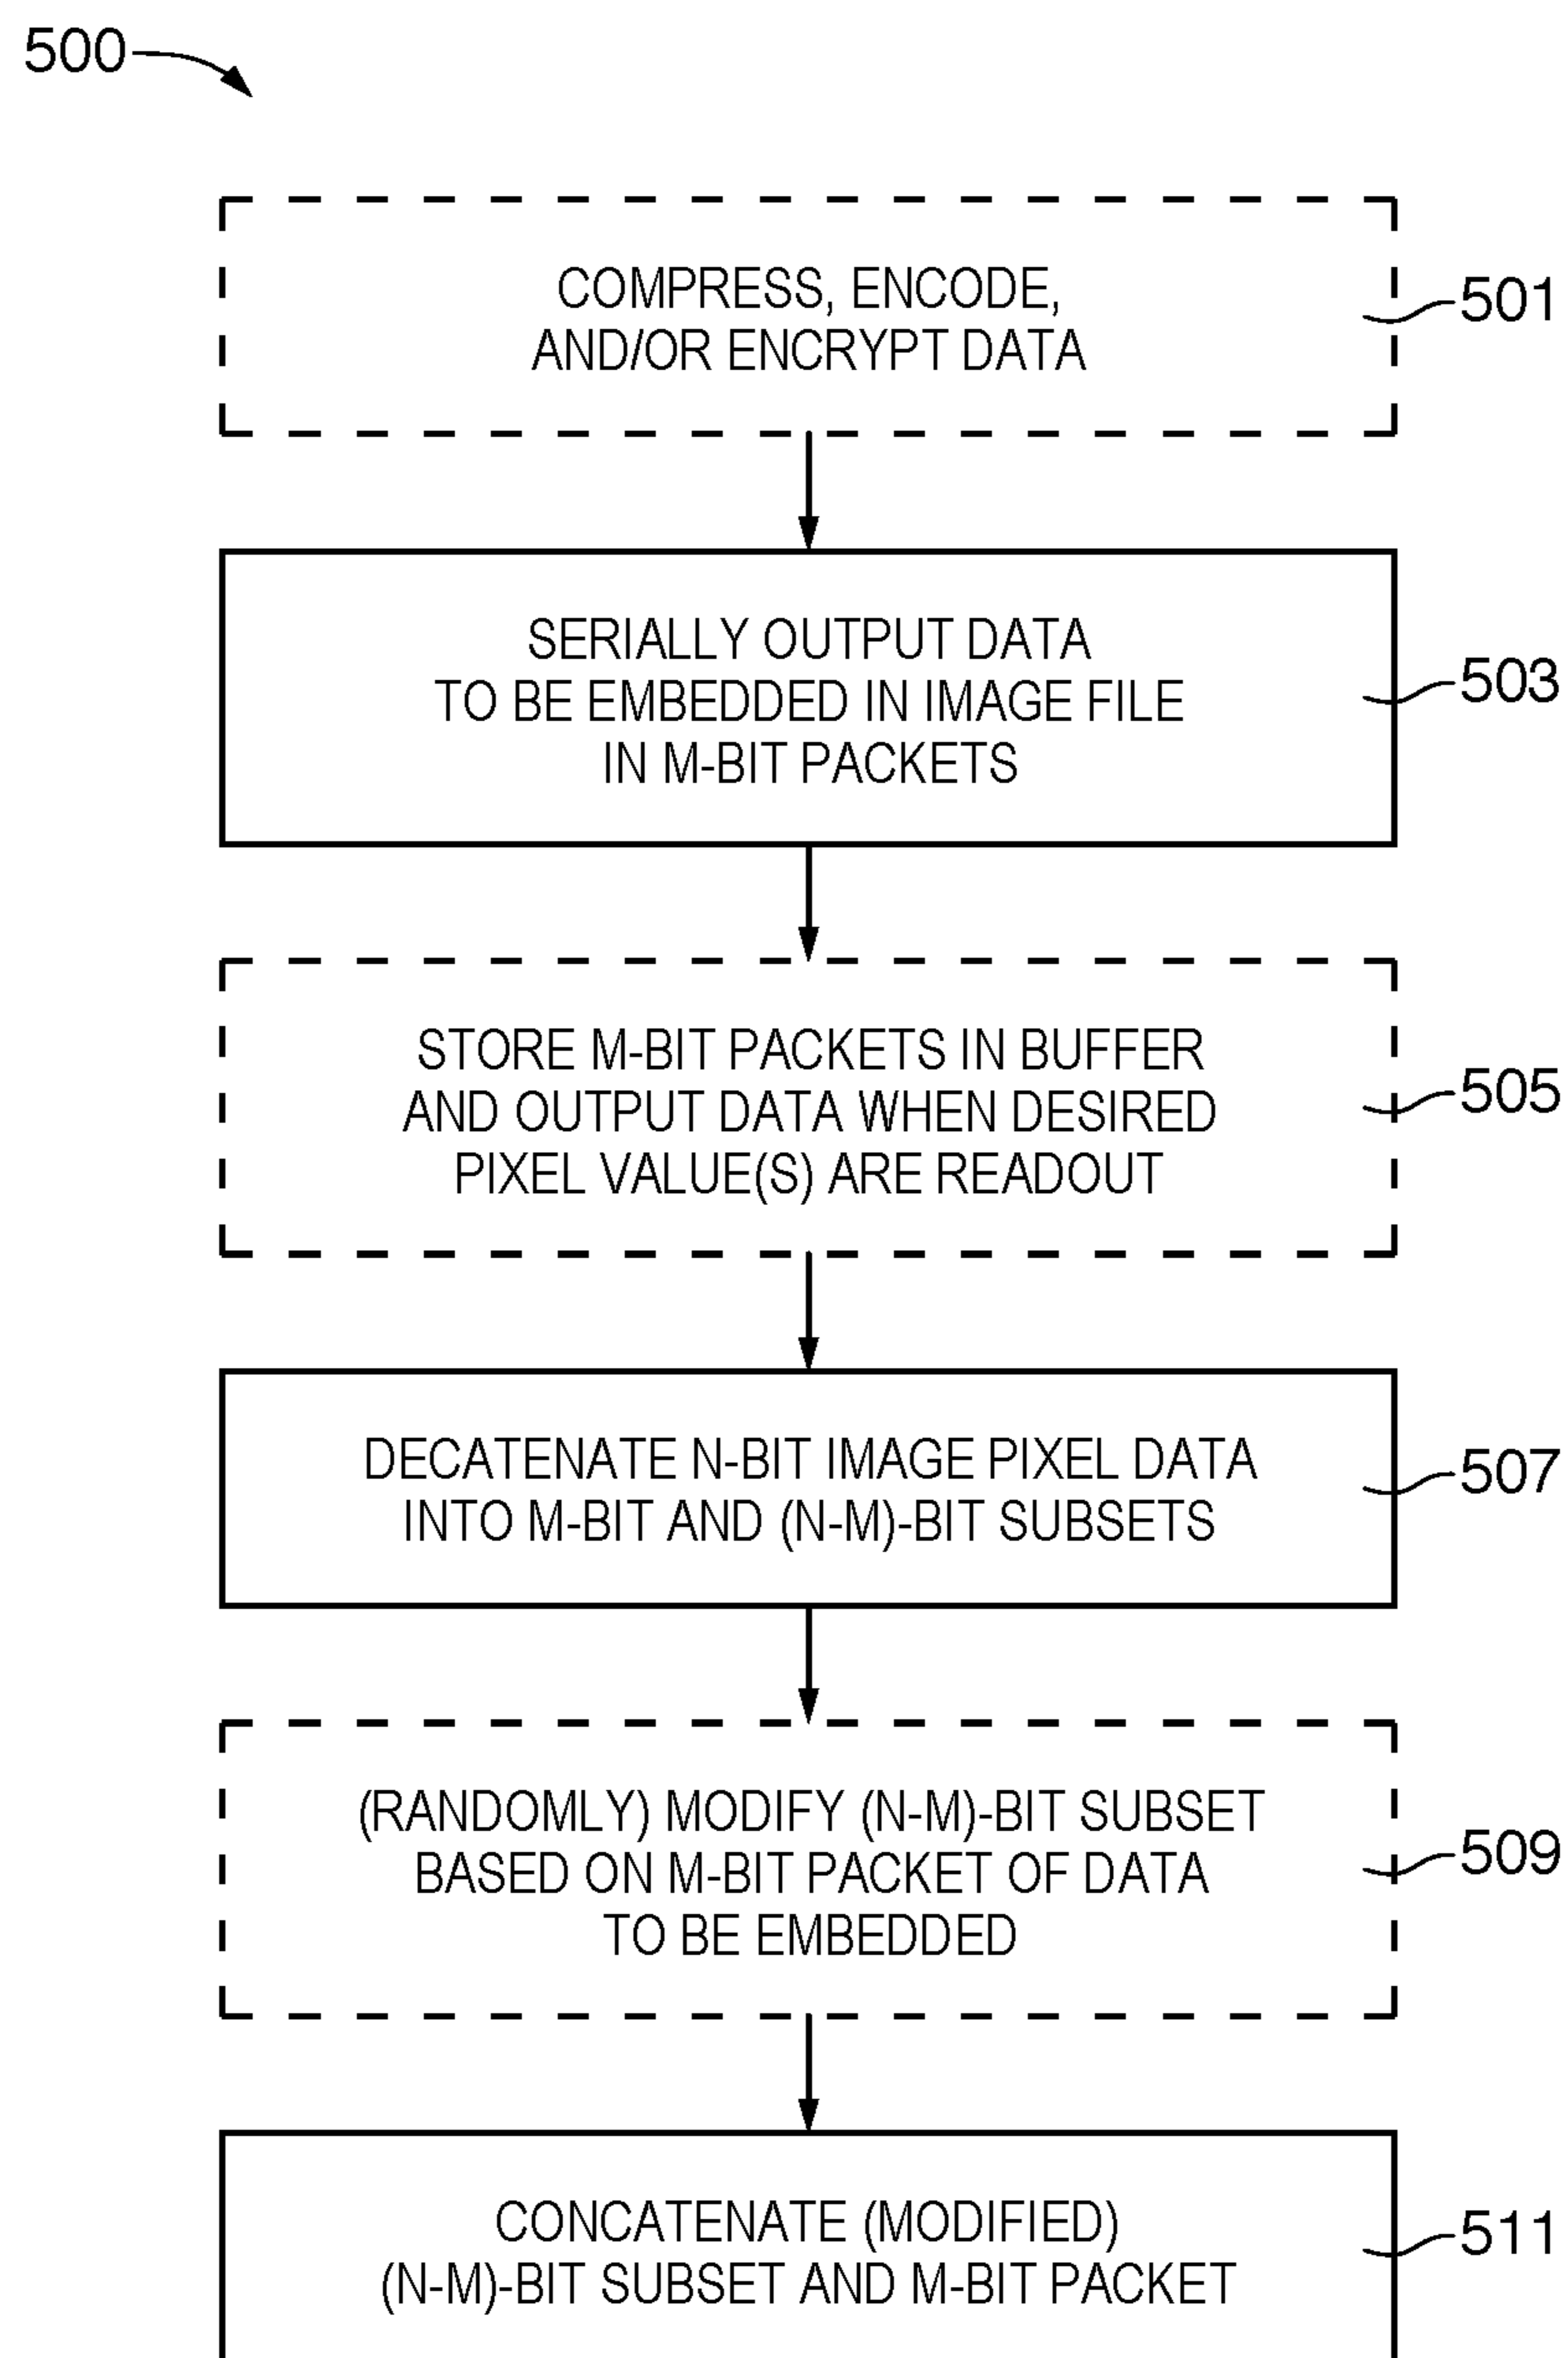 500
COMPRESS, ENCODE,
AND/OR ENCRYPT DATA
501
SERIALLY OUTPUT DATA
TO BE EMBEDDED IN IMAGE FILE
IN M-BIT PACKETS
503
STORE M-BIT PACKETS IN BUFFER
AND OUTPUT DATA WHEN DESIRED
PIXEL VALUE(S) ARE READOUT
505
DECATENATE N-BIT IMAGE PIXEL DATA
INTO M-BIT AND (N-M)-BIT SUBSETS
507
(RANDOMLY) MODIFY (N-M)-BIT SUBSET
BASED ON M-BIT PACKET OF DATA
TO BE EMBEDDED
509
CONCATENATE (MODIFIED)
(N-M)-BIT SUBSET AND M-BIT PACKET
511